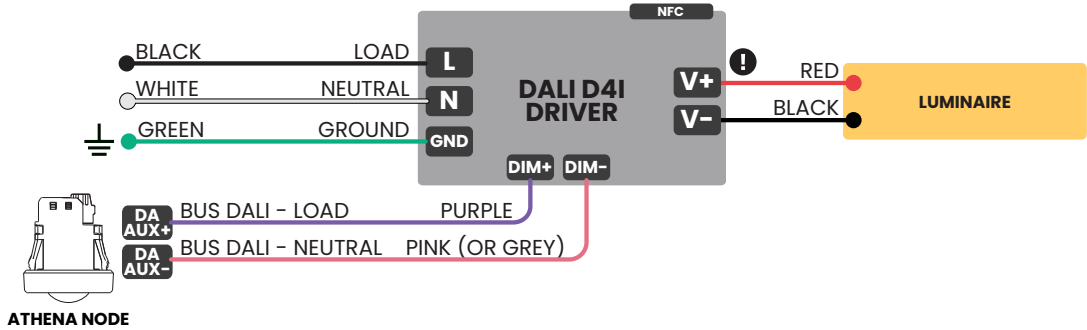 NFC
BLACK LOAD L
WHITE NEUTRAL N
GREEN GROUND GND
DALI D4I
DRIVER
V+ ! RED
V- BLACK
LUMINAIRE
DIM+ DIM-
DA
AUX+ BUS DALI - LOAD PURPLE
DA
AUX- BUS DALI - NEUTRAL PINK (OR GREY)
ATHENA NODE